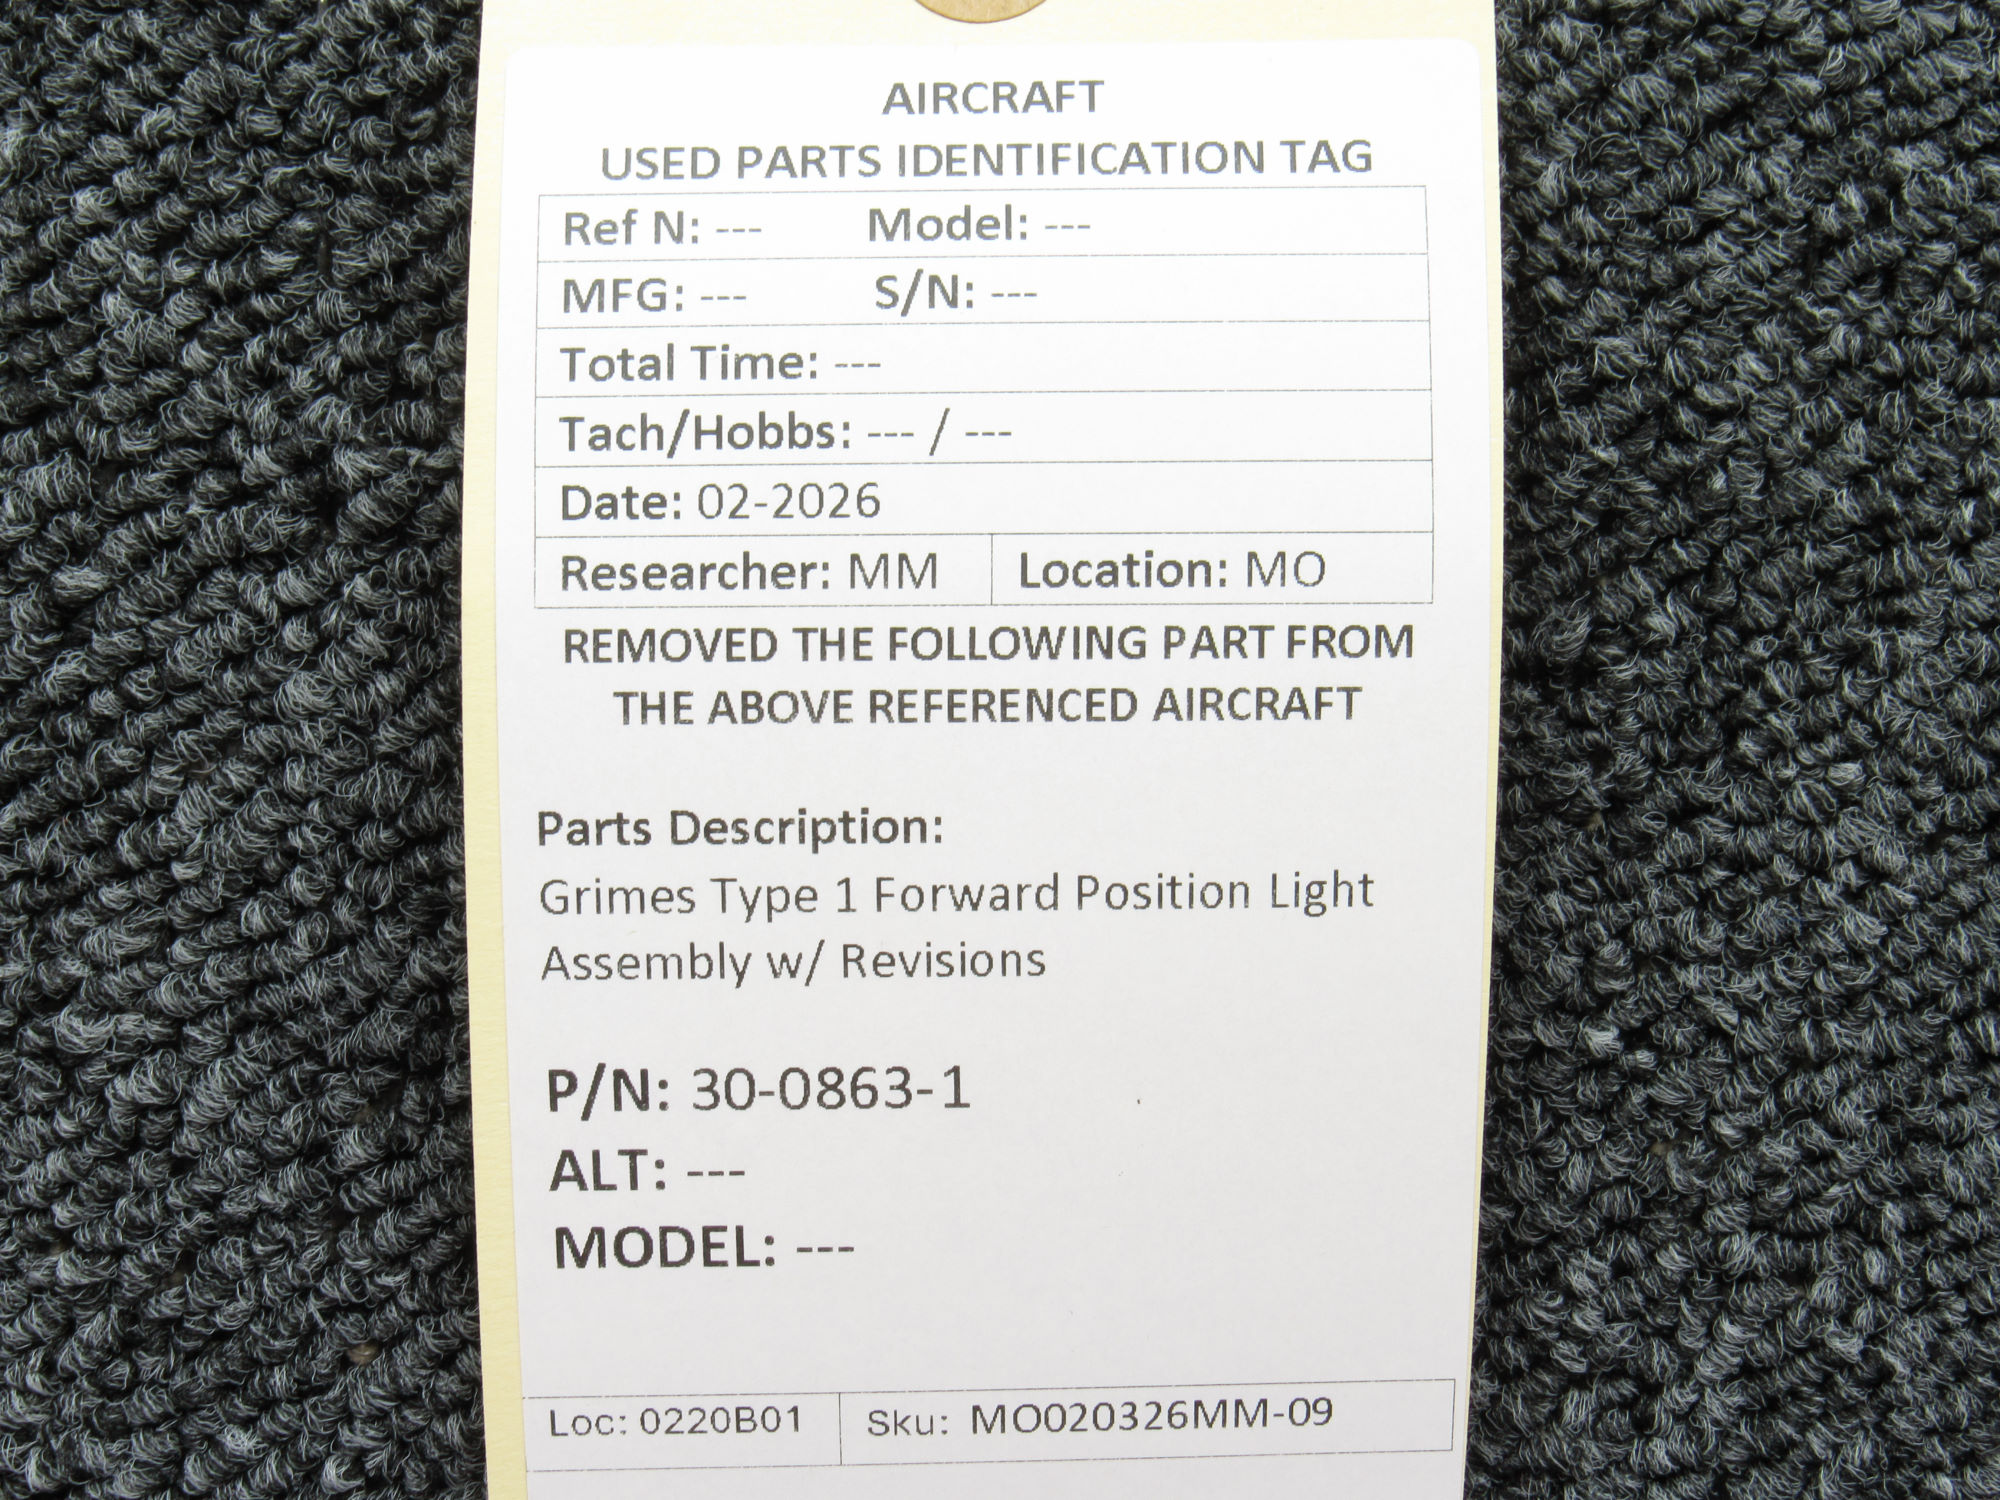 AIRCRAFT
USED PARTS IDENTIFICATION TAG
Ref N: --- Model: ---
MFG: --- S/N: ---
Total Time: ---
Tach/Hobbs: --- / ---
Date: 02-2026
Researcher: MM Location: MO
REMOVED THE FOLLOWING PART FROM
THE ABOVE REFERENCED AIRCRAFT
Parts Description:
Grimes Type 1 Forward Position Light
Assembly w/ Revisions
P/N: 30-0863-1
ALT: ---
MODEL: ---
Loc: 0220B01 Sku: MO020326MM-09